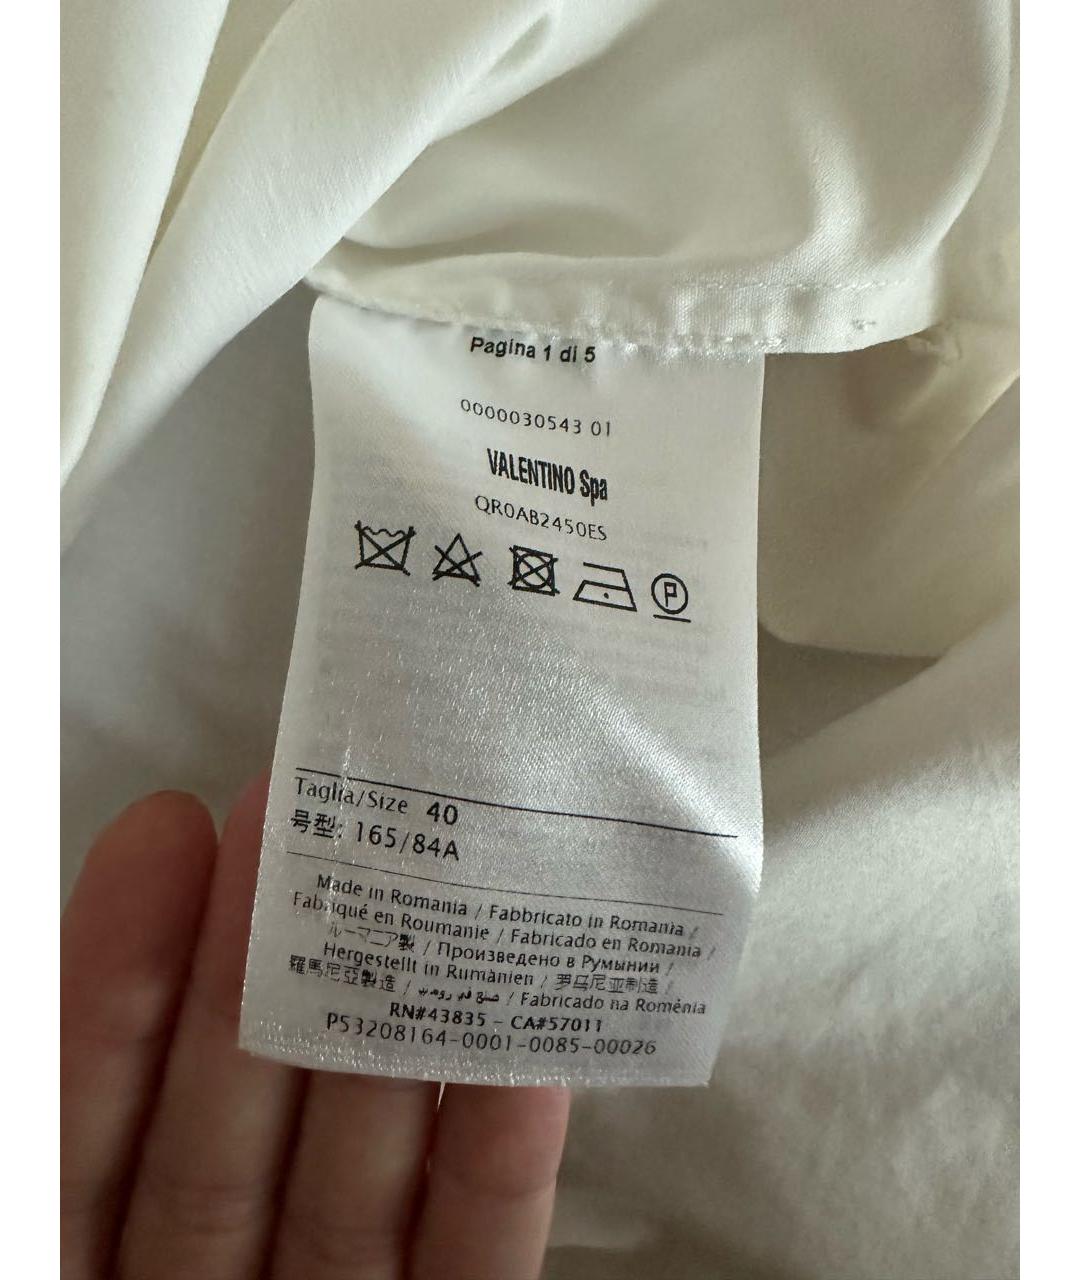 Pagina 1 di 5
0000030543 01
VALENTINO Spa
QR0AB2450ES
P
Taglia/Size 40
号型: 165/84A
Made in Romania / Fabbricato in Romania /
Fabriqué en Roumanie / Fabricado en Romania /
ルーマニア製 / Произведено в Румынии /
Hergestellt in Rumänien / 罗马尼亚制造 /
羅馬尼亞製造 / صنع في رومانيا / Fabricado na Roménia
RN#43835 - CA#57011
P53208164-0001-0085-00026